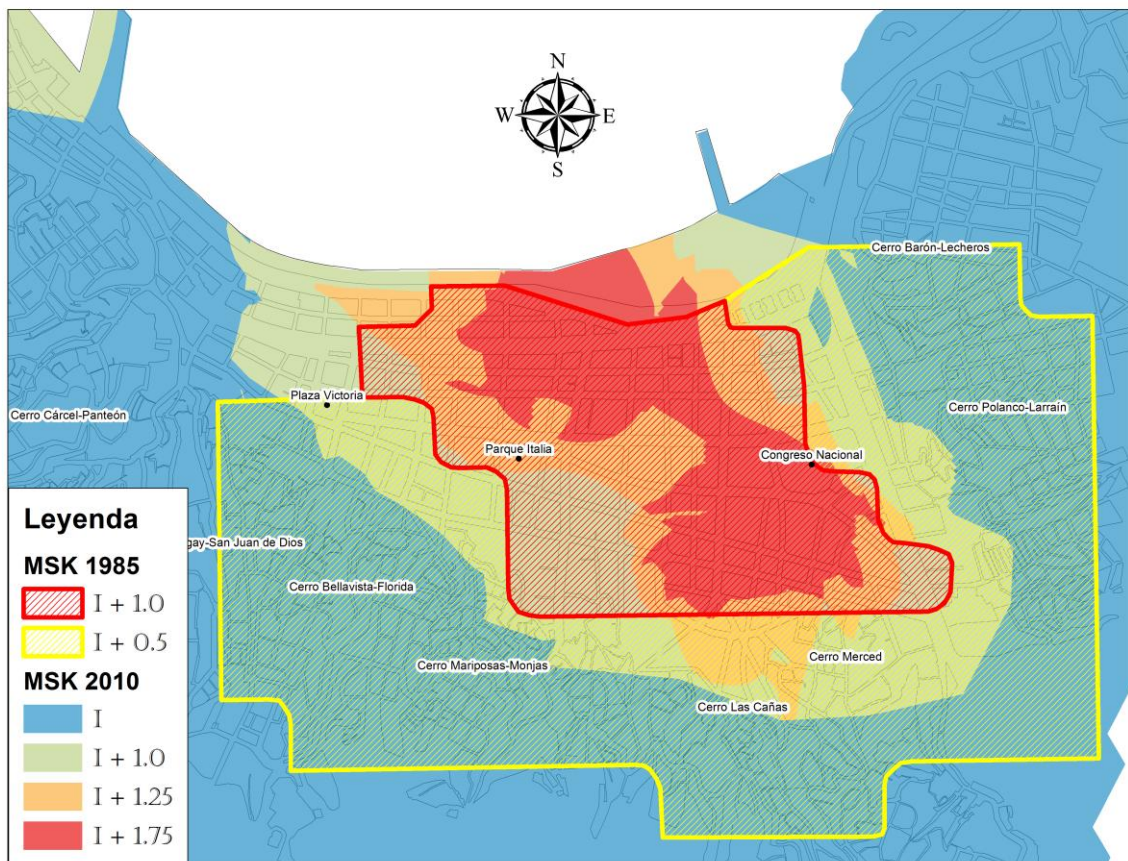 N
W E
S
Cerro Barón-Lecheros
Plaza Victoria
Cerro Cárcel-Panteón
Cerro Polanco-Larraín
Parque Italia
Congreso Nacional
gay-San Juan de Dios
Cerro Bellavista-Florida
Cerro Merced
Cerro Mariposas-Monjas
Cerro Las Cañas
Leyenda
MSK 1985
I + 1.0
I + 0.5
MSK 2010
I
I + 1.0
I + 1.25
I + 1.75